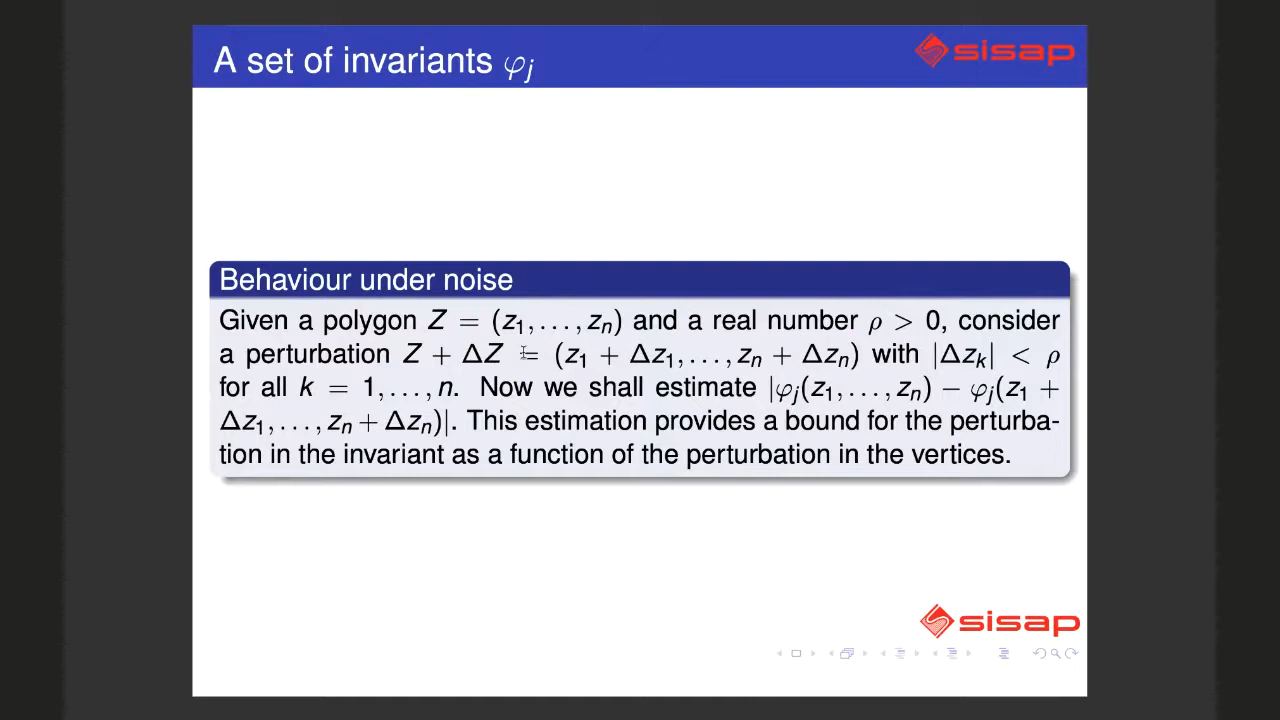 A set of invariants φⱼ
sisap
Behaviour under noise
Given a polygon Z = (z₁, . . . , zₙ) and a real number ρ > 0, consider
a perturbation Z + ΔZ = (z₁ + Δz₁, . . . , zₙ + Δzₙ) with |Δzₖ| < ρ
for all k = 1, . . . , n. Now we shall estimate |φⱼ(z₁, . . . , zₙ) − φⱼ(z₁ +
Δz₁, . . . , zₙ + Δzₙ)|. This estimation provides a bound for the perturba-
tion in the invariant as a function of the perturbation in the vertices.
sisap